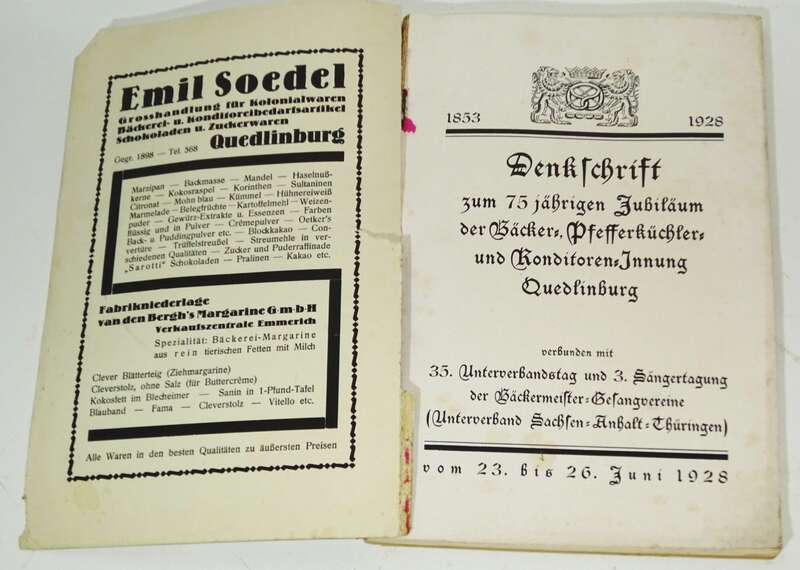 Emil Soedel
Grosshandlung für Kolonialwaren
Bäckerei- u. Konditoreibedarfsartikel
Schokoladen u. Zuckerwaren
Gegr. 1898 — Tel. 568 Quedlinburg
Marzipan — Backmasse — Mandel — Haselnuß-
kerne — Kokosraspel — Korinthen — Sultaninen
Citronat — Mohn blau — Kümmel — Hühnereiweiß
Marmelade — Belegfrüchte — Kartoffelmehl — Weizen-
puder — Gewürz-Extrakte u. Essenzen — Farben
flüssig und in Pulver — Crêmepulver — Oetker's
Back- u Puddingpulver etc. — Blockkakao — Con-
vertüre — Trüffelstreußel — Streumehle in ver-
schiedenen Qualitäten — Zucker und Puderraffinade
„Sarotti" Schokoladen — Pralinen — Kakao etc.
Fabrikniederlage
van den Bergh's Margarine G·m·b·H
Verkaufszentrale Emmerich
Spezialität: Bäckerei-Margarine
aus rein tierischen Fetten mit Milch
Clever Blätterteig (Ziehmargarine)
Cleverstolz, ohne Salz (für Buttercrême)
Kokosfett im Blecheimer — Sanin in 1-Pfund-Tafel
Blauband — Fama — Cleverstolz — Vitello etc.
Alle Waren in den besten Qualitäten zu äußersten Preisen
1853 1928
Denkschrift
zum 75 jährigen Jubiläum
der Bäcker-, Pfefferküchler-
und Konditoren-Innung
Quedlinburg
verbunden mit
35. Unterverbandstag und 3. Sängertagung
der Bäckermeister-Gesangvereine
(Unterverband Sachsen-Anhalt-Thüringen)
vom 23. bis 26. Juni 1928